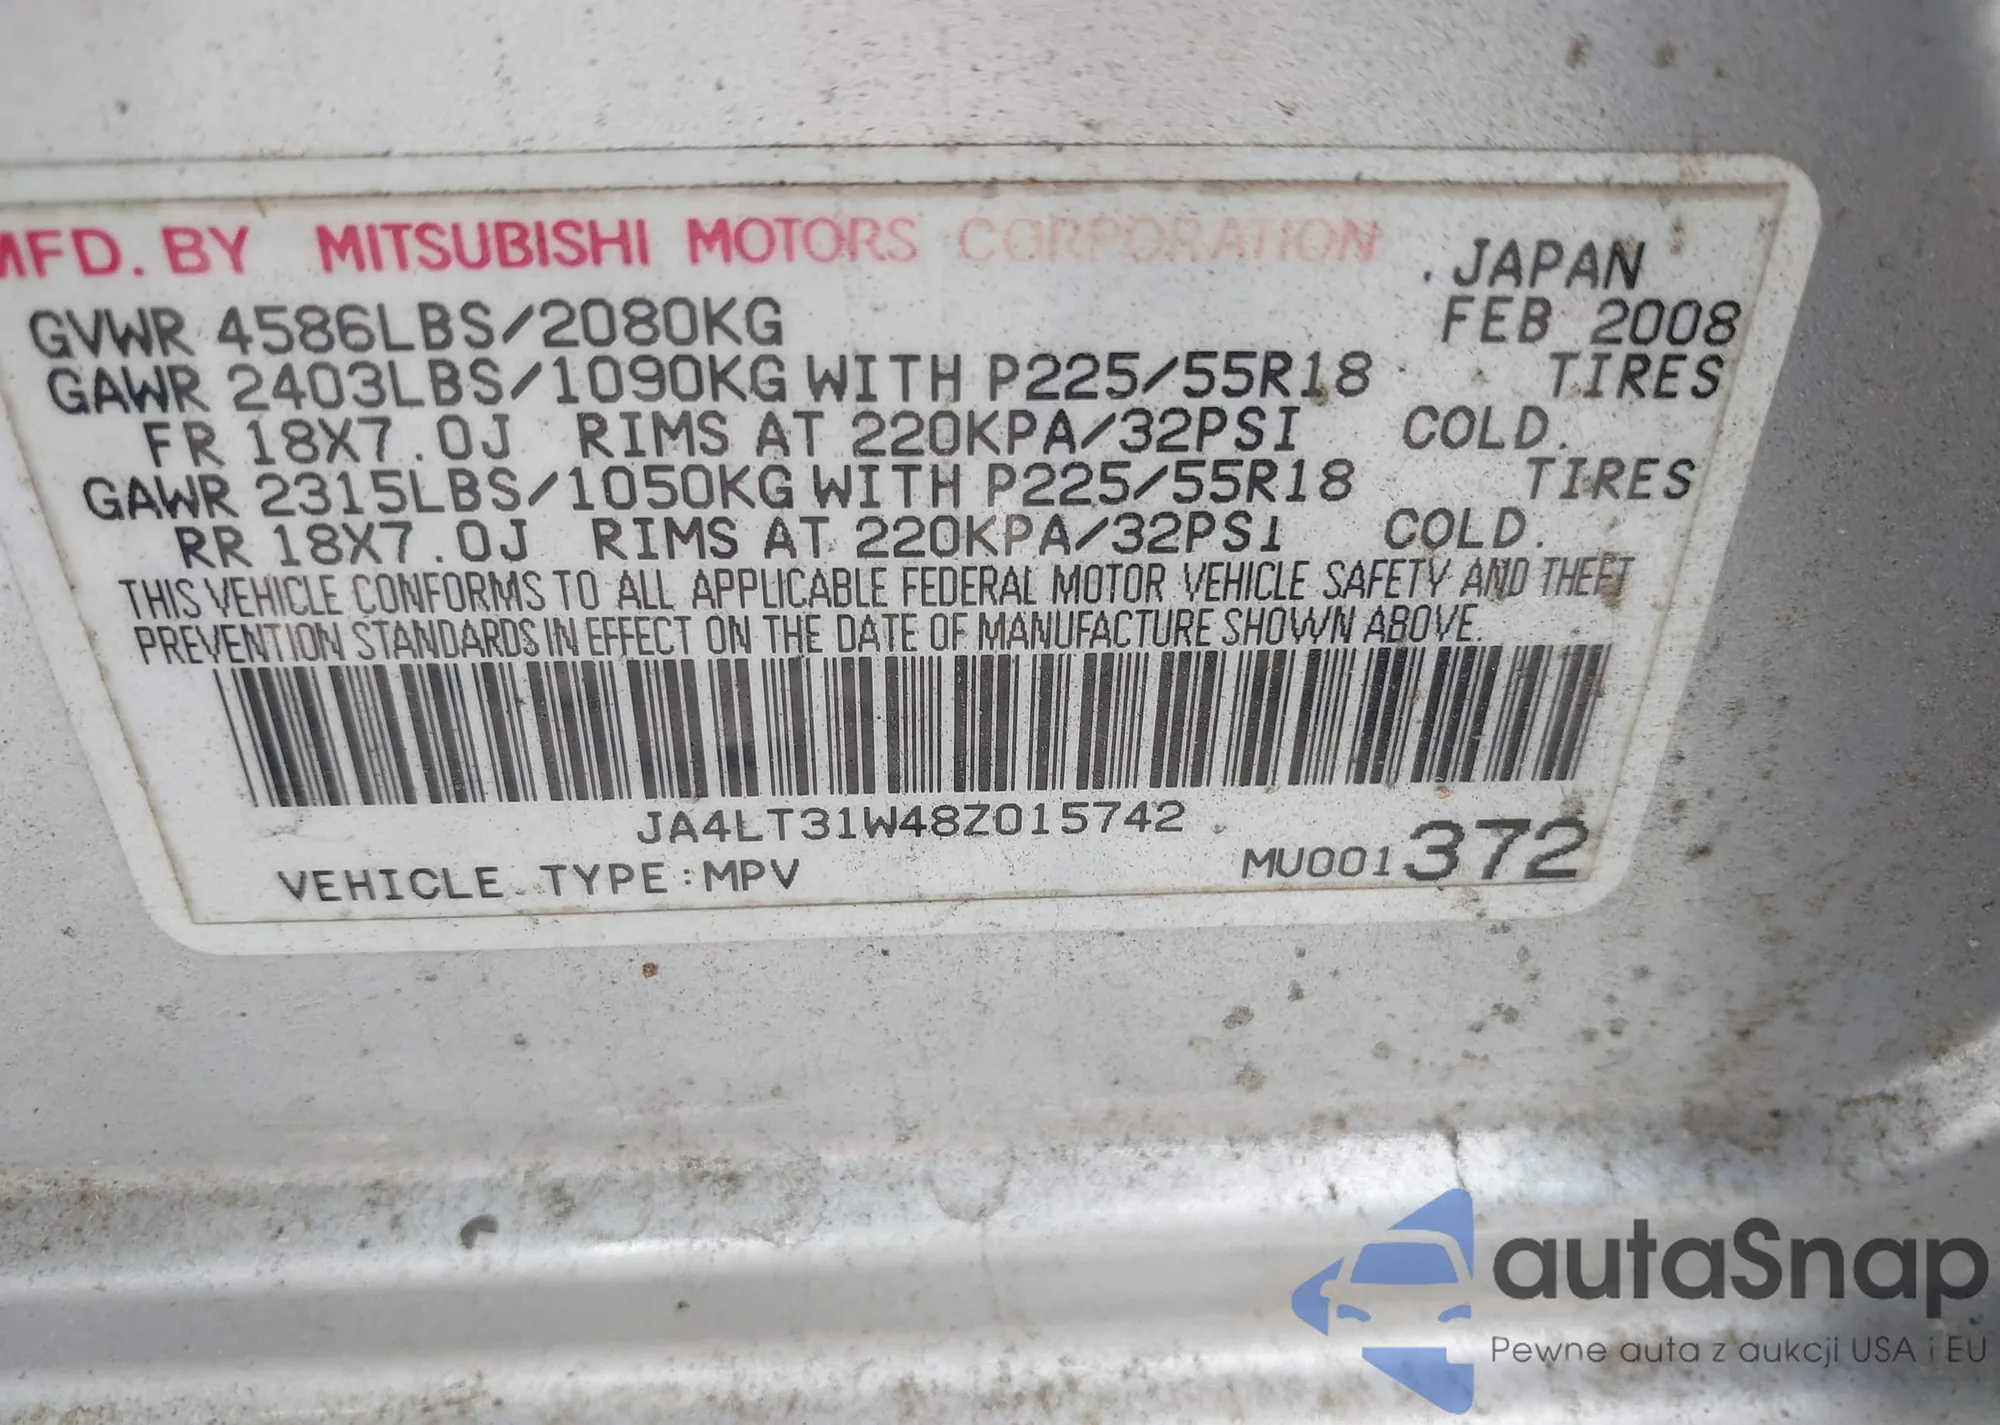 MFD. BY MITSUBISHI MOTORS CORPORATION . JAPAN
GVWR 4586LBS/2080KG FEB 2008
GAWR 2403LBS/1090KG WITH P225/55R18 TIRES
FR 18X7.0J RIMS AT 220KPA/32PSI COLD.
GAWR 2315LBS/1050KG WITH P225/55R18 TIRES
RR 18X7.0J RIMS AT 220KPA/32PSI COLD.
THIS VEHICLE CONFORMS TO ALL APPLICABLE FEDERAL MOTOR VEHICLE SAFETY AND THEFT
PREVENTION STANDARDS IN EFFECT ON THE DATE OF MANUFACTURE SHOWN ABOVE.
JA4LT31W48Z015742
VEHICLE TYPE:MPV MU001372
autaSnap
Pewne auta z aukcji USA i EU